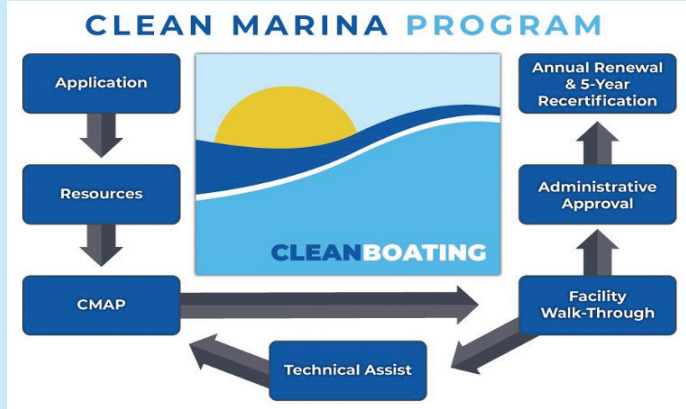 CLEAN MARINA PROGRAM
Application
Resources
CMAP
CLEANBOATING
Technical Assist
Facility
Walk-Through
Administrative
Approval
Annual Renewal
& 5-Year
Recertification